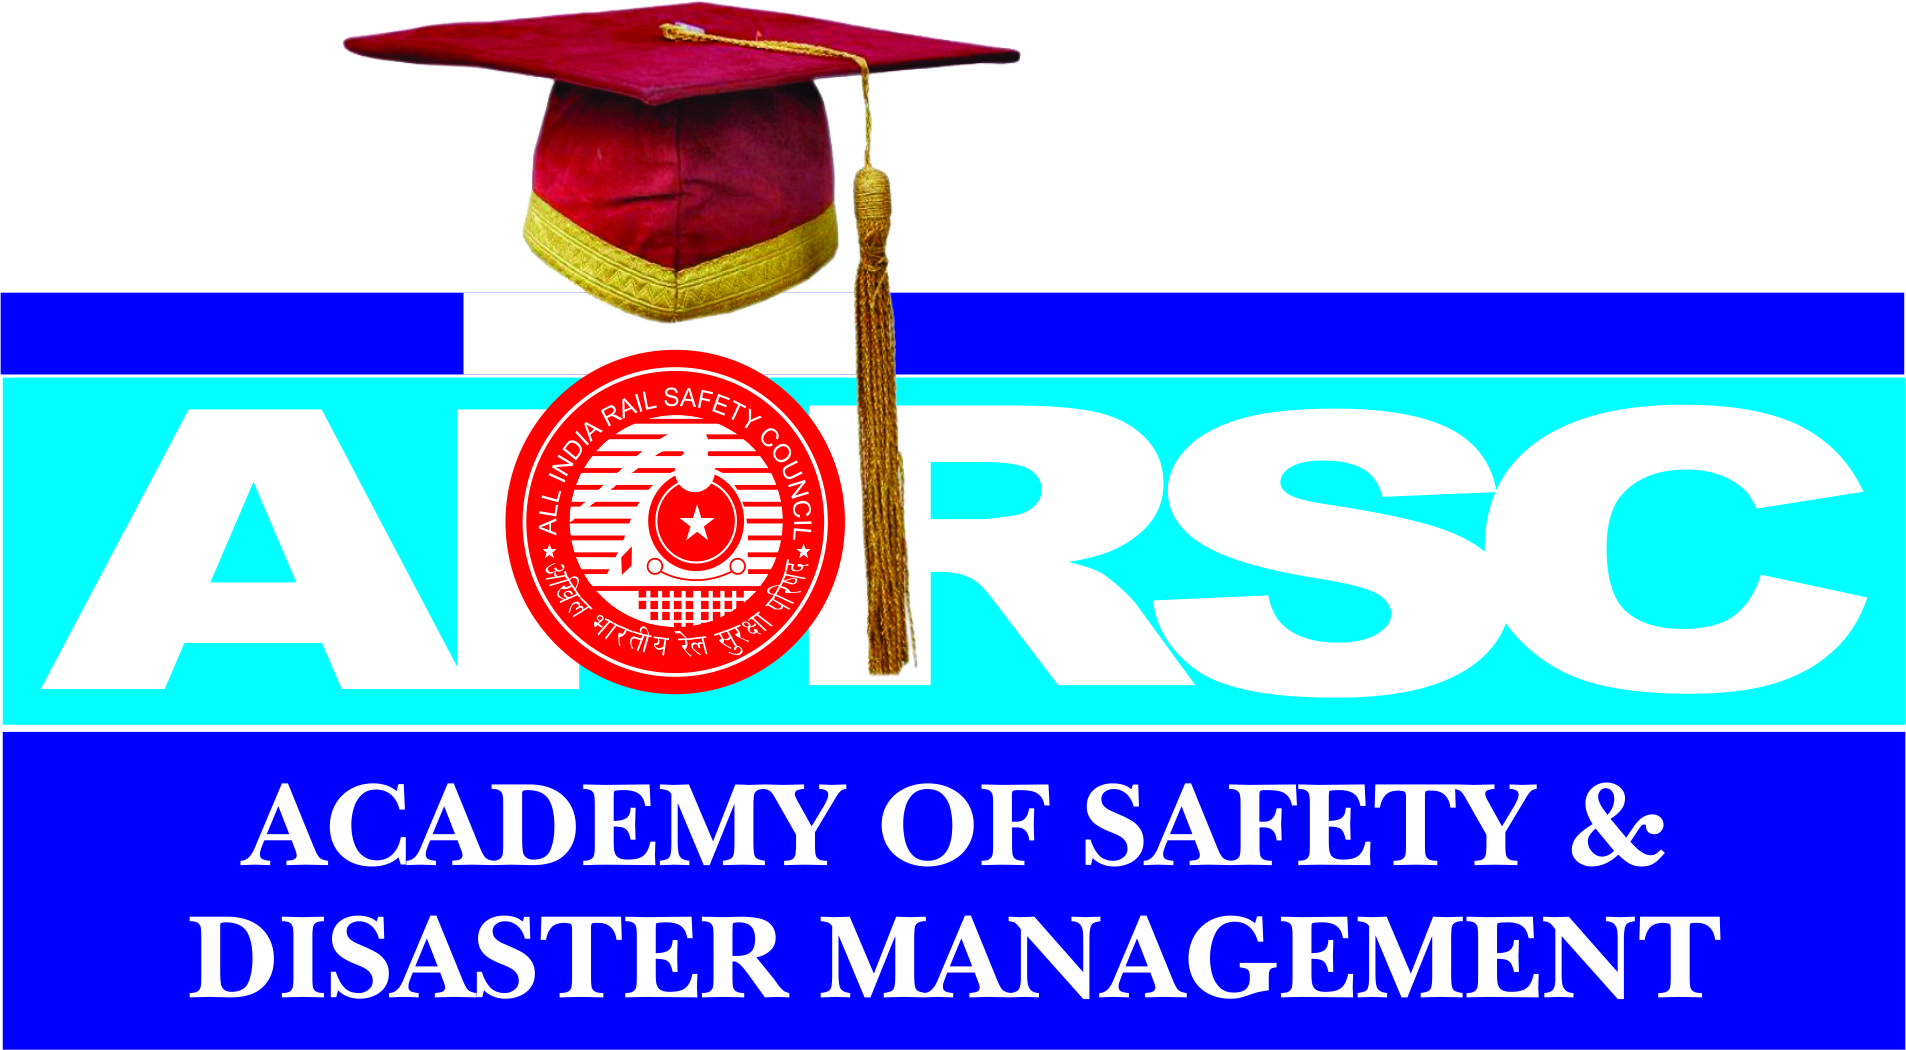 AIRSC
ALL INDIA RAIL SAFETY COUNCIL
अखिल भारतीय रेल सुरक्षा परिषद
ACADEMY OF SAFETY &
DISASTER MANAGEMENT